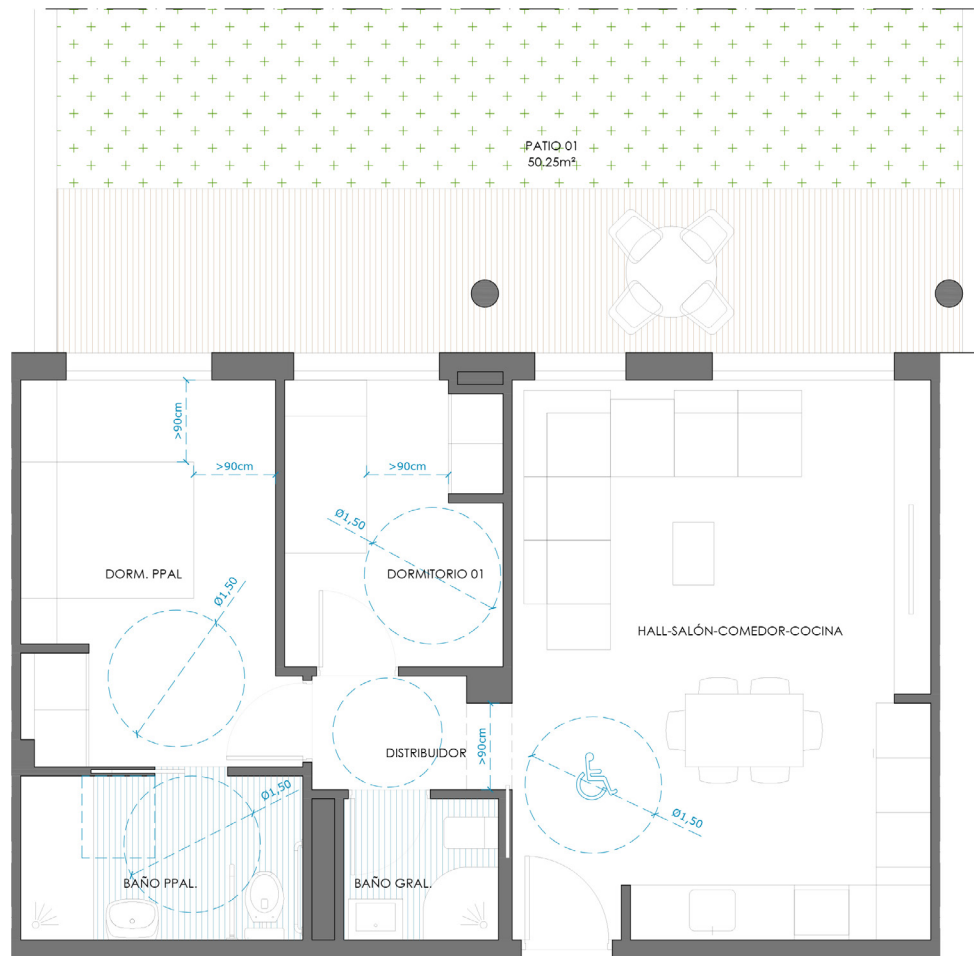 PATIO 01
50.25m²
>90cm
>90cm
>90cm
Ø1,50
DORM. PPAL
DORMITORIO 01
Ø1,50
HALL-SALÓN-COMEDOR-COCINA
DISTRIBUIDOR
>90cm
Ø1,50
Ø1,50
BAÑO PPAL.
BAÑO GRAL.